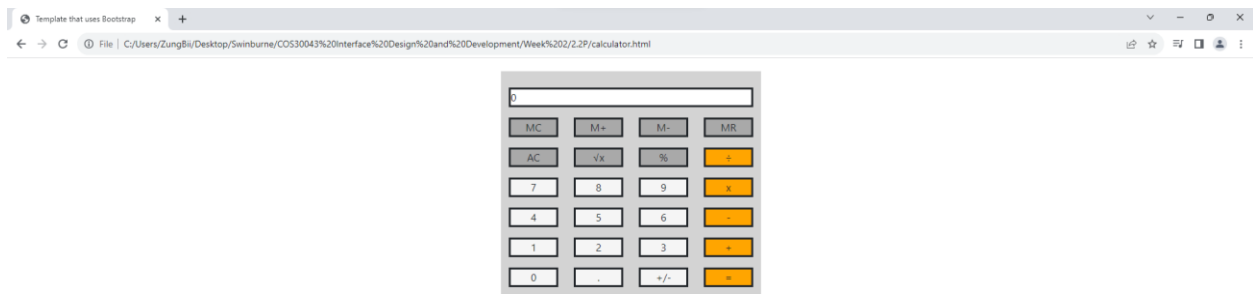 Template that uses Bootstrap
File | C:/Users/ZungBii/Desktop/Swinburne/COS30043%20Interface%20Design%20and%20Development/Week%202/2.2P/calculator.html
0
MC M+ M- MR
AC √x % ÷
7 8 9 x
4 5 6 -
1 2 3 +
0 . +/- =